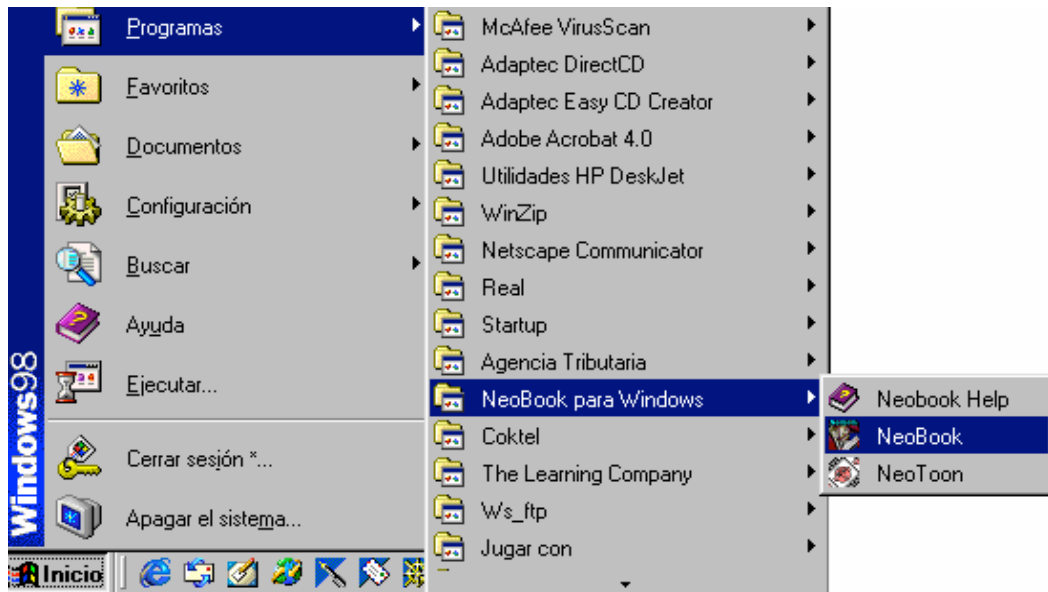 Programas
Favoritos
Documentos
Configuración
Buscar
Ayuda
Ejecutar...
Cerrar sesión *...
Apagar el sistema...
Windows98
Inicio
McAfee VirusScan
Adaptec DirectCD
Adaptec Easy CD Creator
Adobe Acrobat 4.0
Utilidades HP DeskJet
WinZip
Netscape Communicator
Real
Startup
Agencia Tributaria
NeoBook para Windows
Coktel
The Learning Company
Ws_ftp
Jugar con
Neobook Help
NeoBook
NeoToon